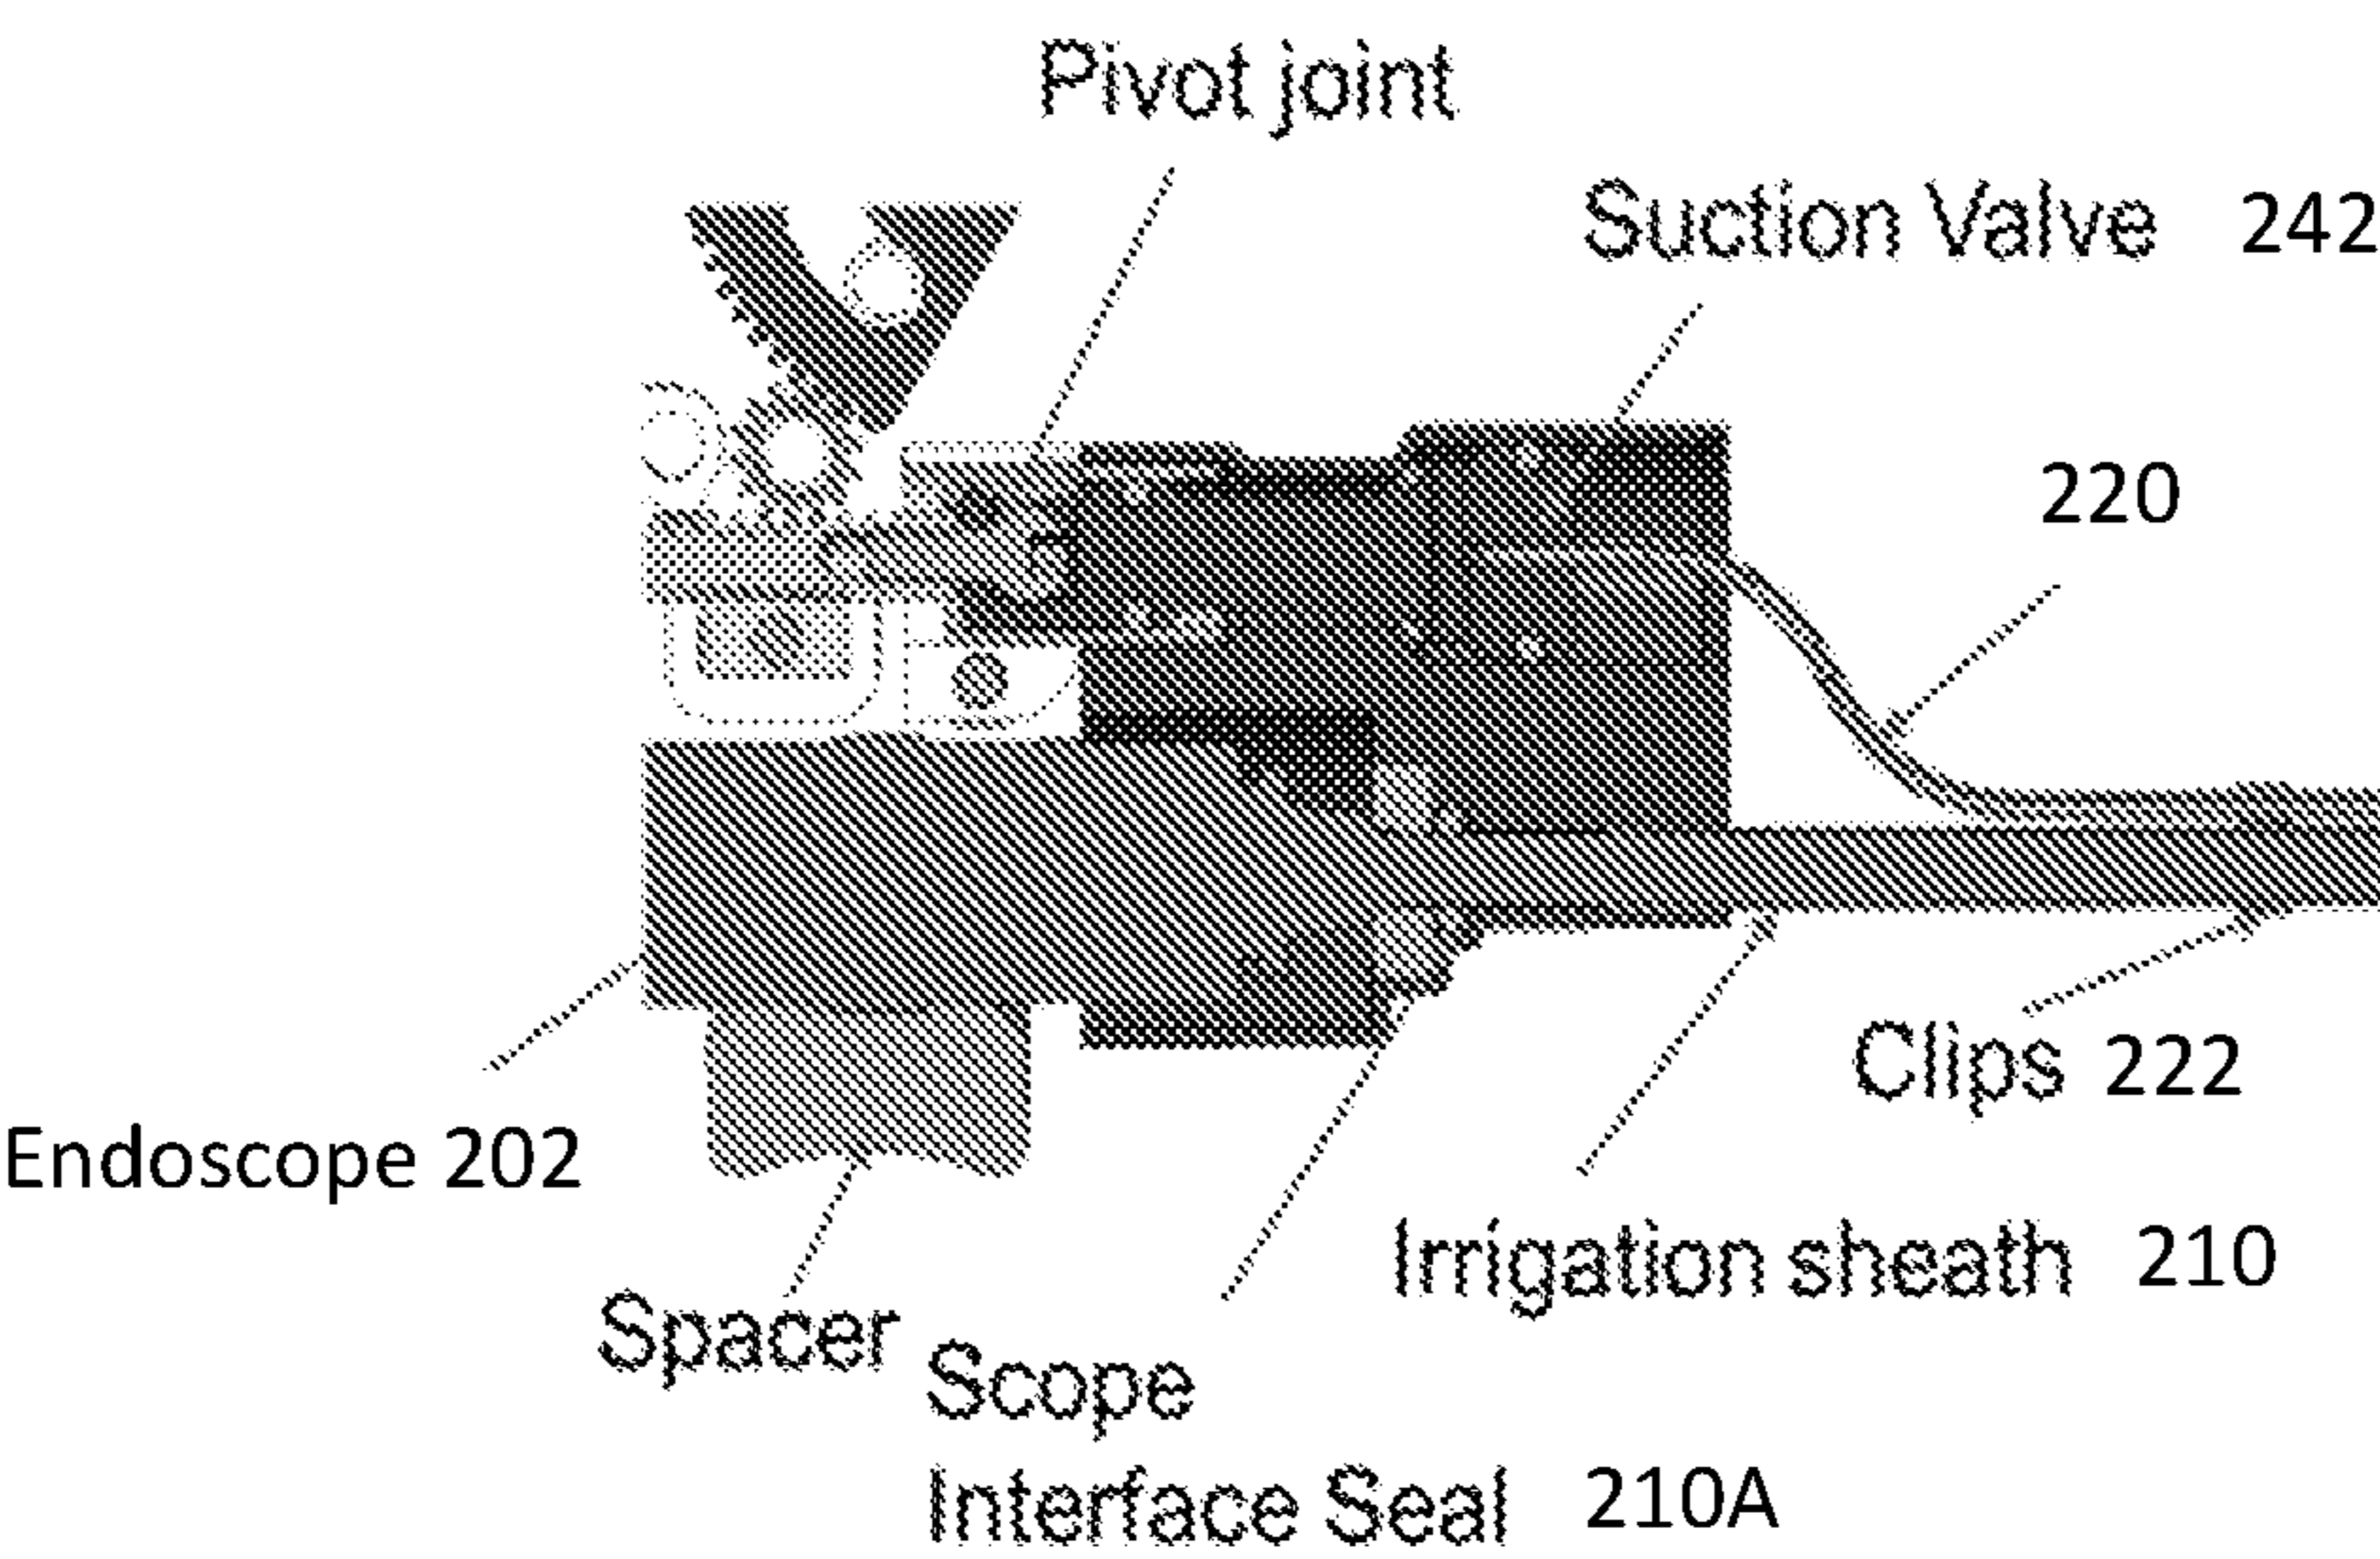 Pivot joint
Suction Valve 242
220
Clips 222
Endoscope 202
Irrigation sheath 210
Spacer
Scope
Interface Seal 210A